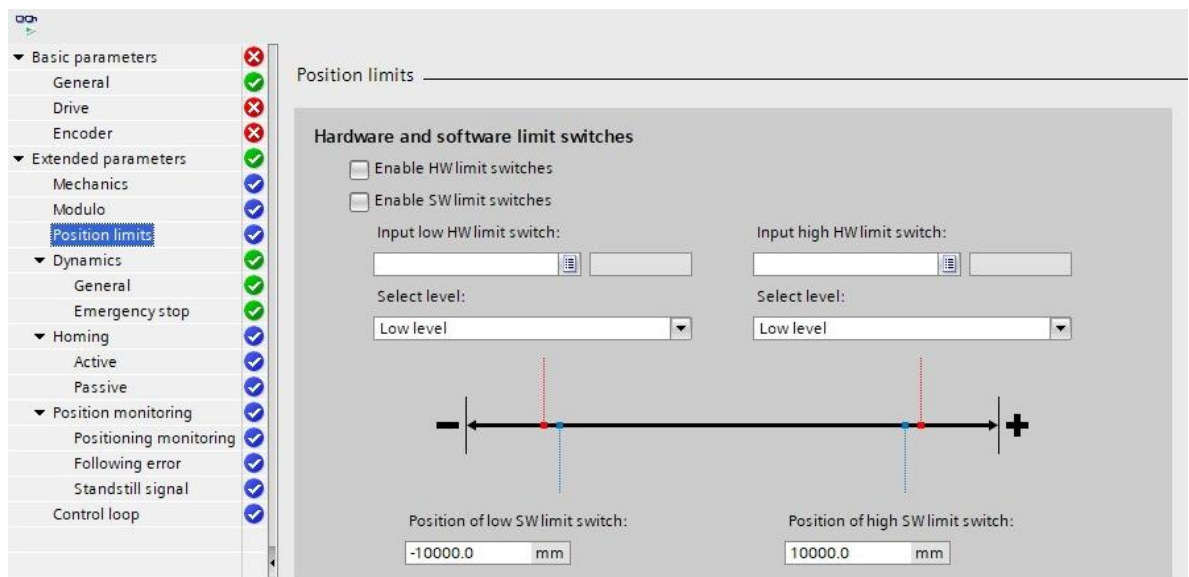 Basic parameters
General
Drive
Encoder
Extended parameters
Mechanics
Modulo
Position limits
Dynamics
General
Emergency stop
Homing
Active
Passive
Position monitoring
Positioning monitoring
Following error
Standstill signal
Control loop
Position limits
Hardware and software limit switches
Enable HW limit switches
Enable SW limit switches
Input low HW limit switch: Input high HW limit switch:
Select level: Select level:
Low level Low level
Position of low SW limit switch: Position of high SW limit switch:
-10000.0 mm 10000.0 mm